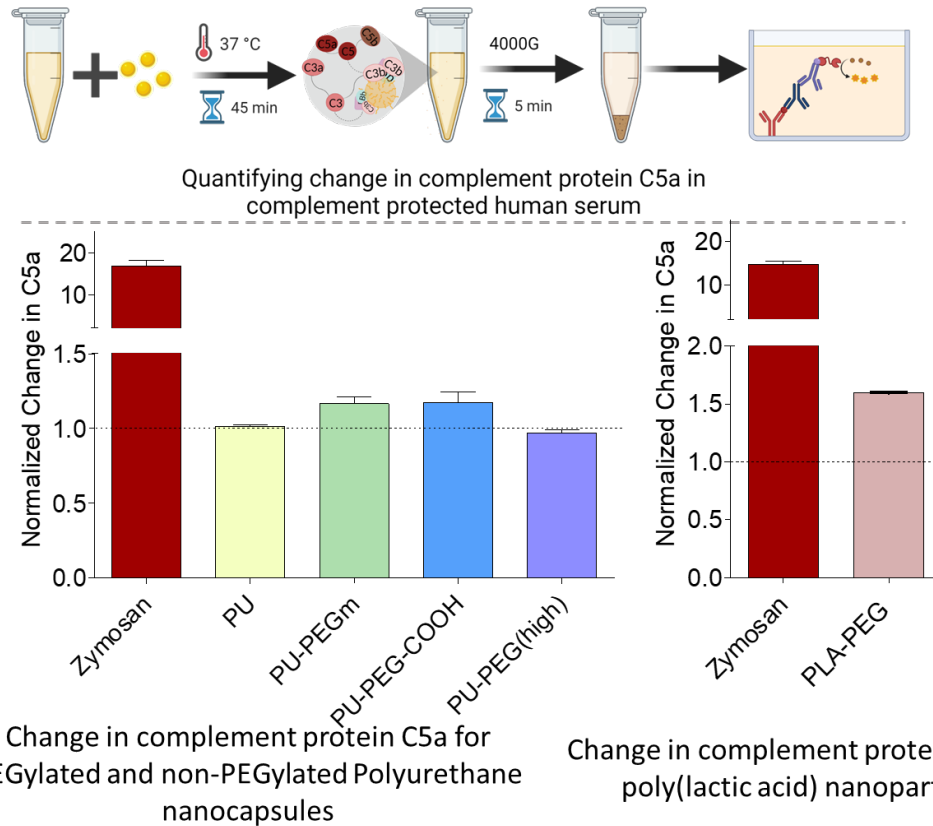 37 °C
45 min
C5a
C5
C5b
C3a
C3b
C3b
C3
Bb
4000G
5 min
Quantifying change in complement protein C5a in
complement protected human serum
Normalized Change in C5a
20
10
1.5
1.0
0.5
0.0
Zymosan
PU
PU-PEGm
PU-PEG-COOH
PU-PEG(high)
Change in complement protein C5a for
EGylated and non-PEGylated Polyurethane
nanocapsules
Normalized Change in C5a
20
10
2.0
1.5
1.0
0.5
0.0
Zymosan
PLA-PEG
Change in complement prote
poly(lactic acid) nanopar